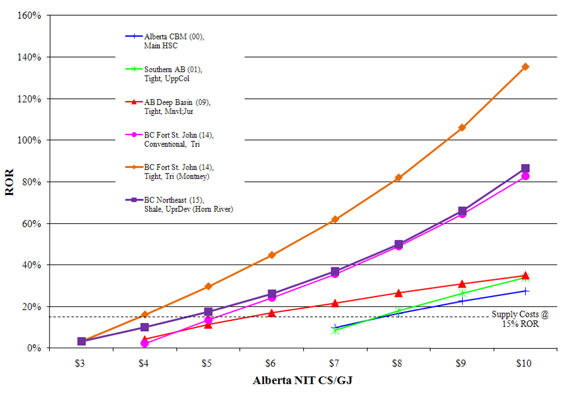 160%
140%
120%
100%
80%
60%
40%
20%
0%
ROR
Alberta CBM (00),
Main HSC
Southern AB (01),
Tight, UppCol
AB Deep Basin (09),
Tight, Mnvl;Jur
BC Fort St. John (14),
Conventional, Tri
BC Fort St. John (14),
Tight, Tri (Montney)
BC Northeast (15),
Shale, UprDev (Horn River)
Supply Costs @
15% ROR
$3 $4 $5 $6 $7 $8 $9 $10
Alberta NIT C$/GJ